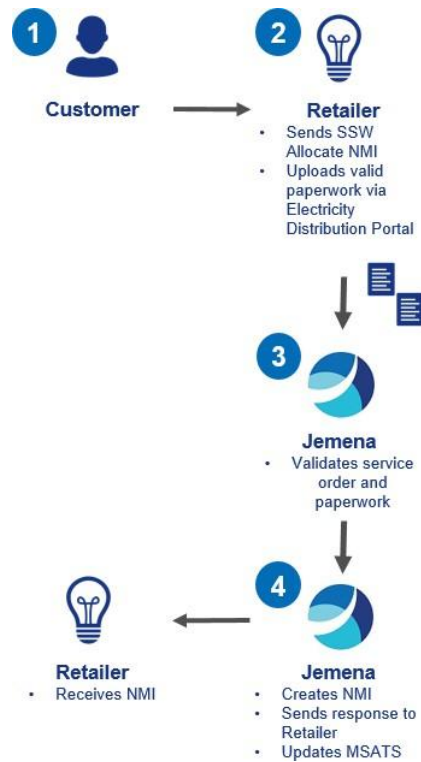 1
2
Customer
Retailer
• Sends SSW
Allocate NMI
• Uploads valid
paperwork via
Electricity
Distribution Portal
3
Jemena
• Validates service
order and
paperwork
4
Retailer
• Receives NMI
Jemena
• Creates NMI
• Sends response to
Retailer
• Updates MSATS